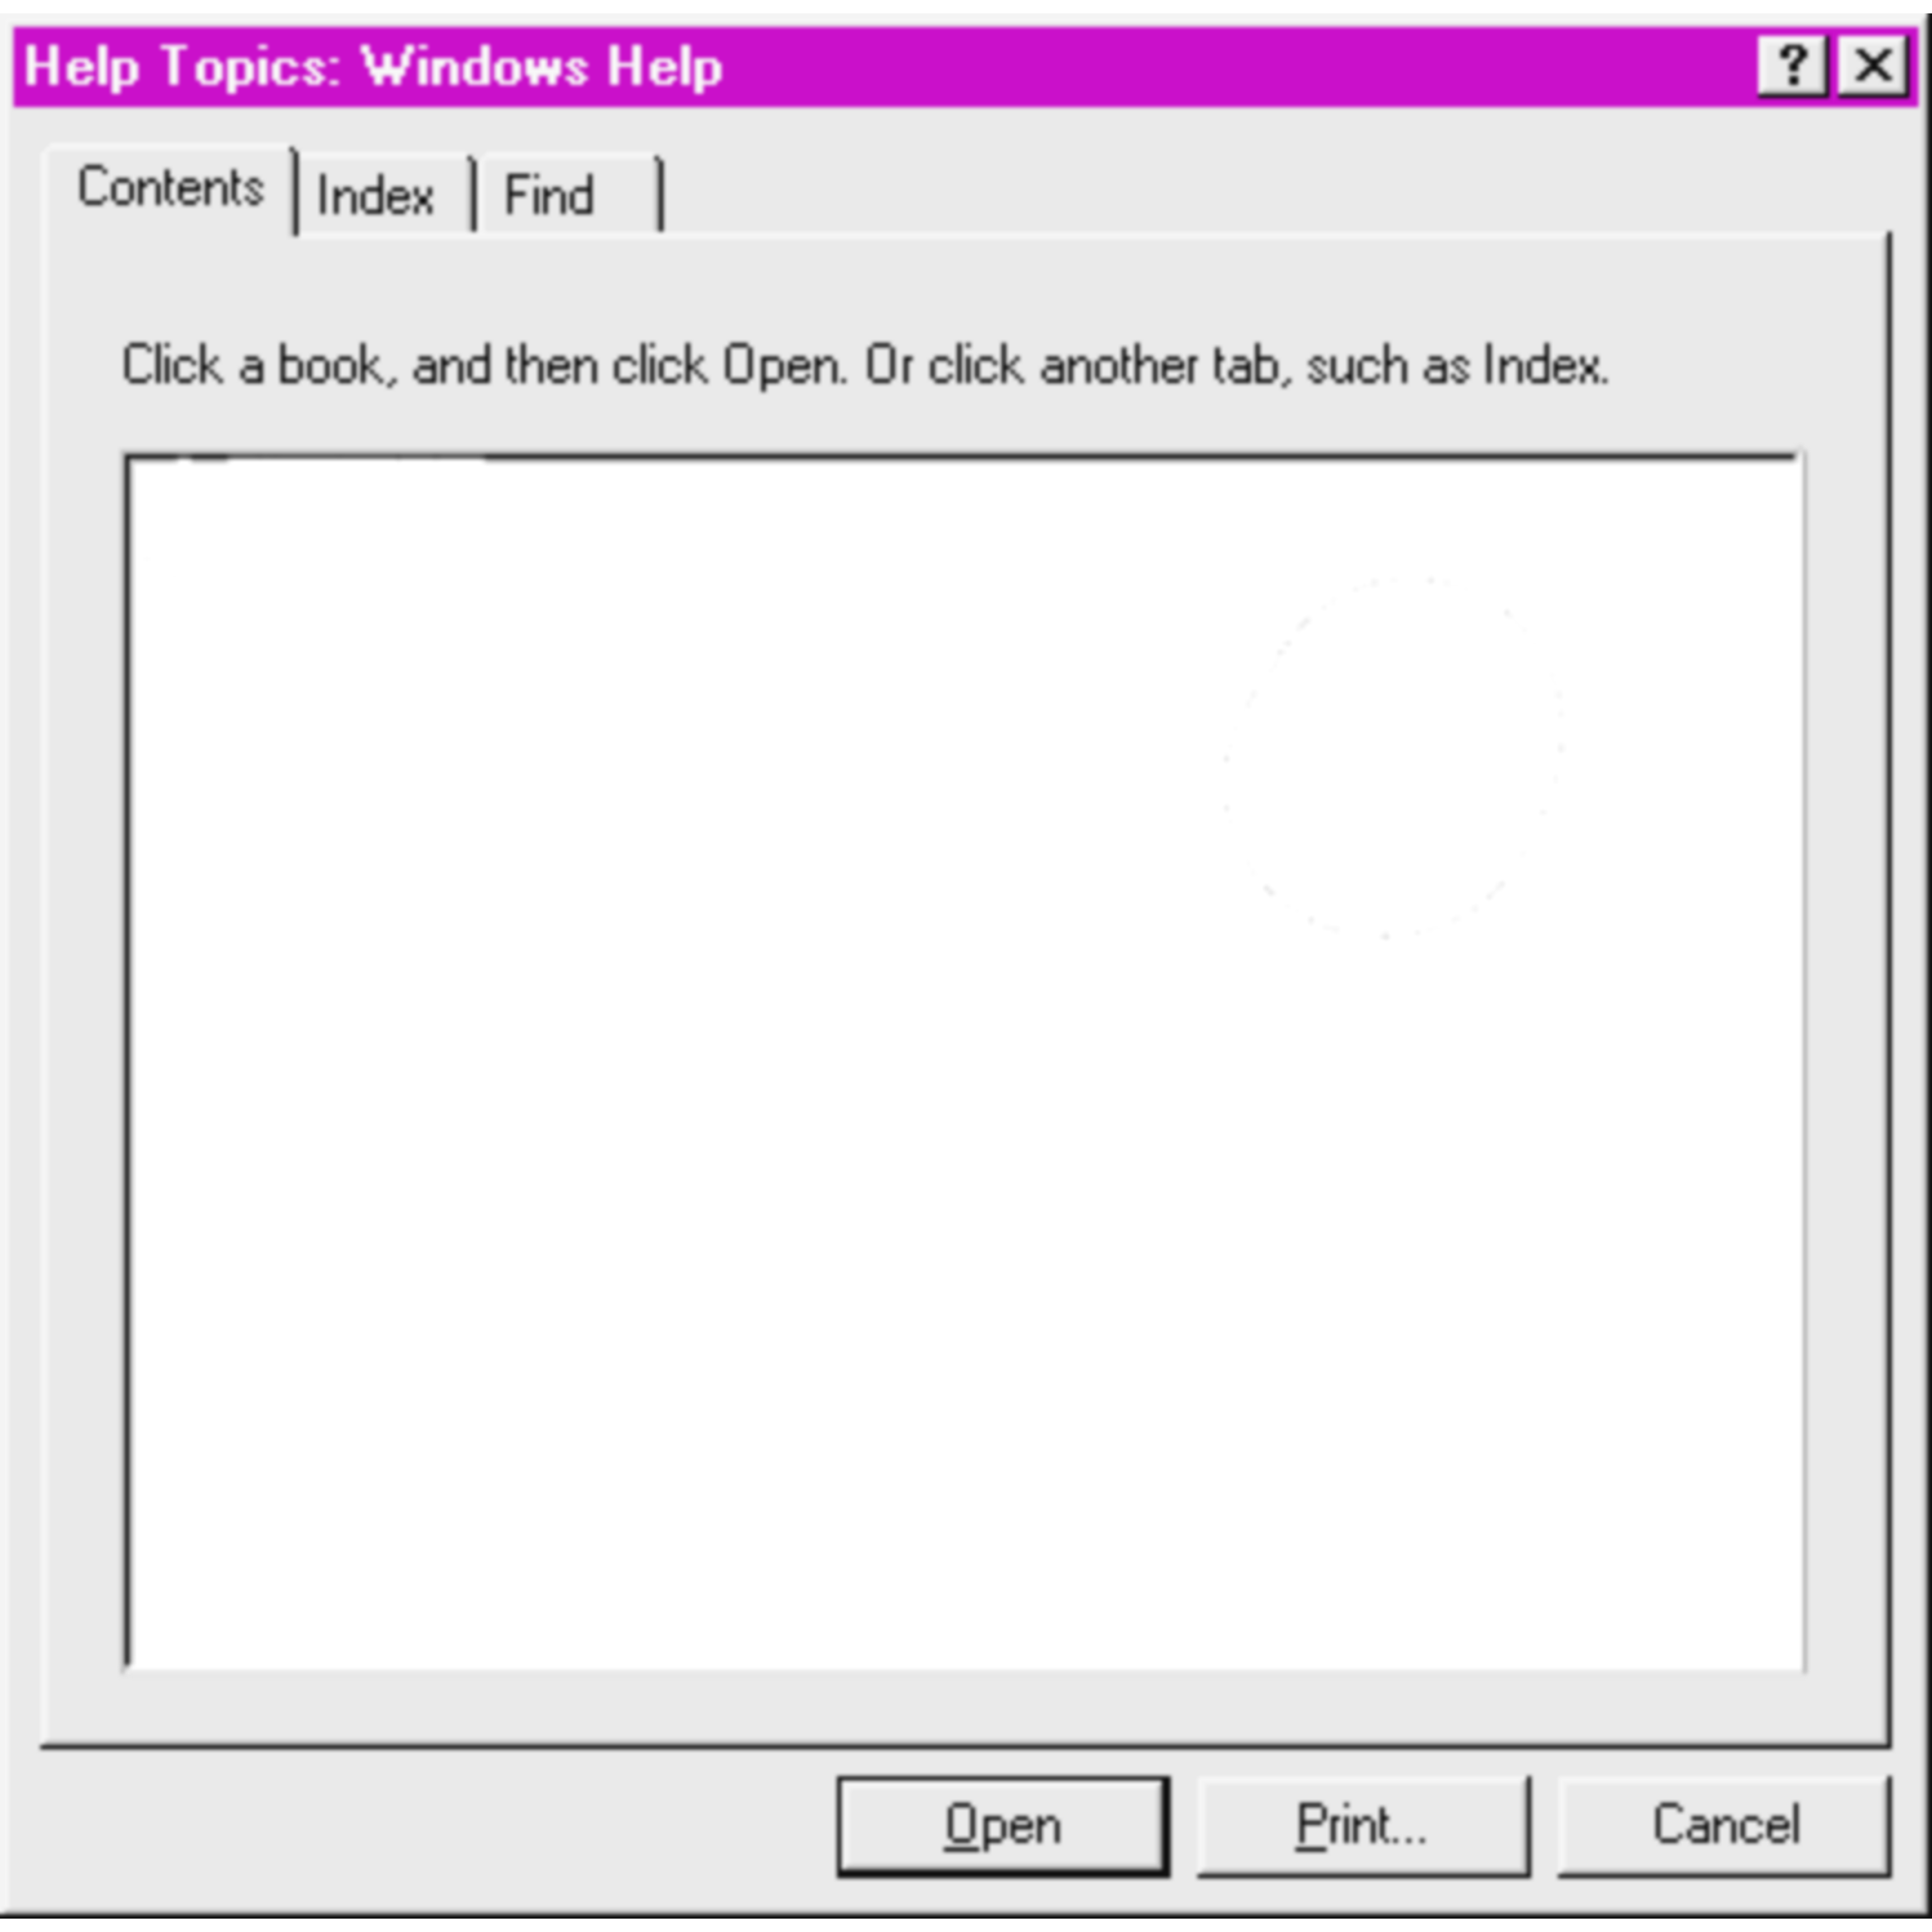 Help Topics: Windows Help
Contents Index Find
Click a book, and then click Open. Or click another tab, such as Index.
Open Print... Cancel